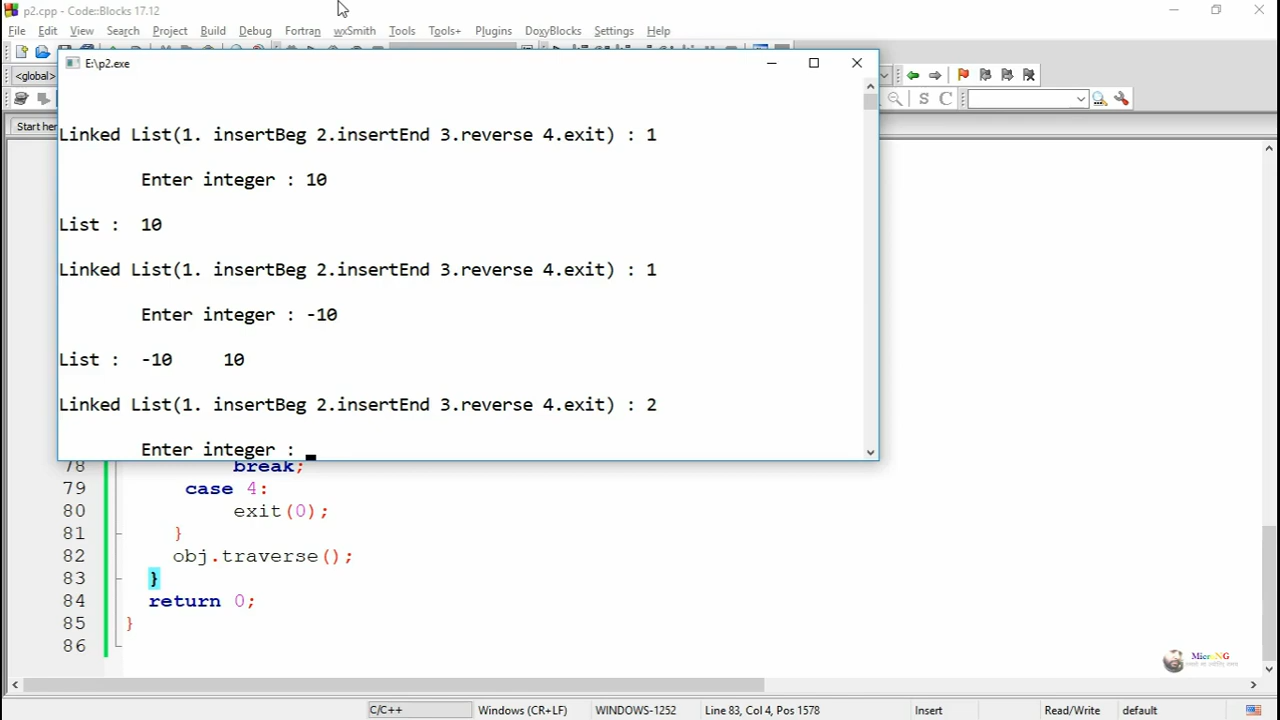 p2.cpp - Code::Blocks 17.12
File Edit View Search Project Build Debug Fortran wxSmith Tools Tools+ Plugins DoxyBlocks Settings Help
E:\p2.exe
<global>
S C
Start her
Linked List(1. insertBeg 2.insertEnd 3.reverse 4.exit) : 1
Enter integer : 10
List : 10
Linked List(1. insertBeg 2.insertEnd 3.reverse 4.exit) : 1
Enter integer : -10
List : -10 10
Linked List(1. insertBeg 2.insertEnd 3.reverse 4.exit) : 2
Enter integer :
78 break;
79 case 4:
80 exit(0);
81 }
82 obj.traverse();
83 }
84 return 0;
85 }
86
MicroNG
C/C++ Windows (CR+LF) WINDOWS-1252 Line 83, Col 4, Pos 1578 Insert Read/Write default